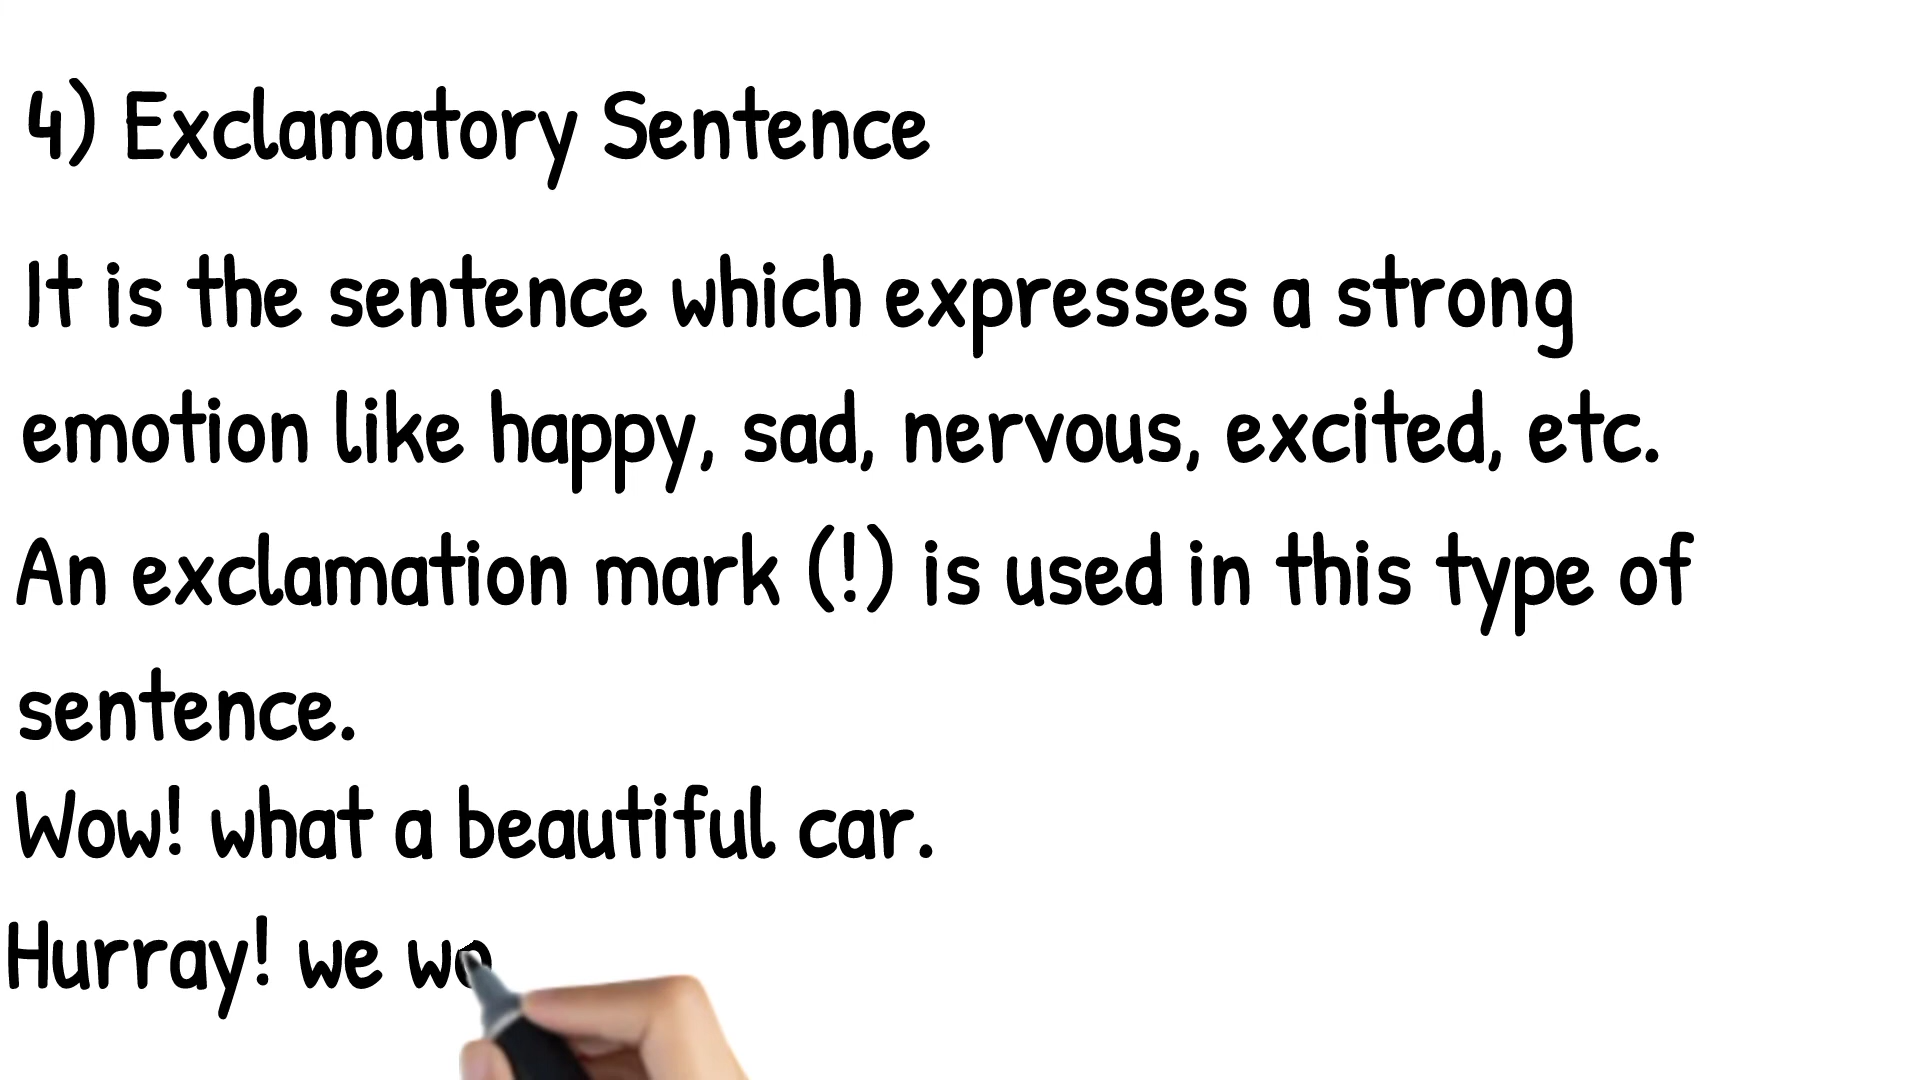 4) Exclamatory Sentence
It is the sentence which expresses a strong
emotion like happy, sad, nervous, excited, etc.
An exclamation mark (!) is used in this type of
sentence.
Wow! what a beautiful car.
Hurray! we wo